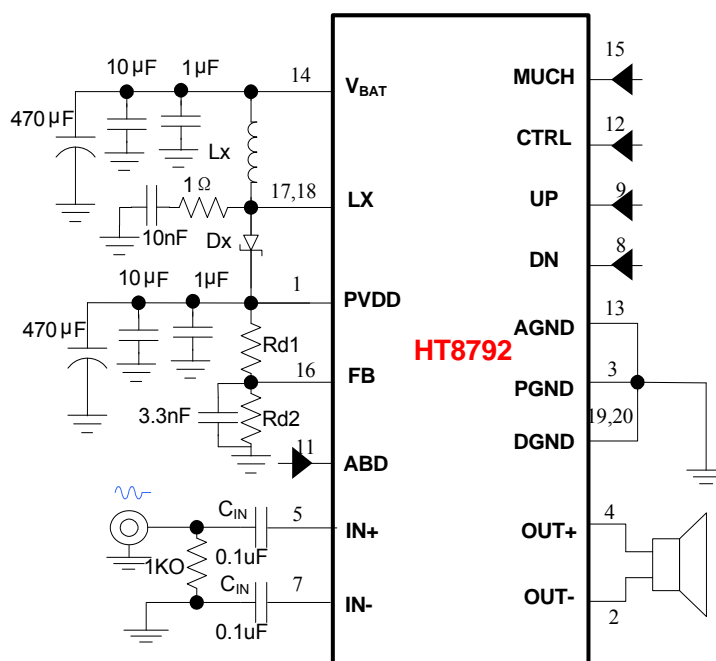 15
10µF
1µF
14
VBAT
MUCH
470µF
12
CTRL
Lx
1Ω
17,18
LX
9
UP
10nF
Dx
8
DN
10µF
1µF
1
PVDD
13
AGND
470µF
Rd1
HT8792
16
FB
3
PGND
3.3nF
Rd2
19,20
DGND
11
ABD
CIN
5
IN+
4
OUT+
0.1uF
1KO
CIN
7
IN-
OUT-
0.1uF
2